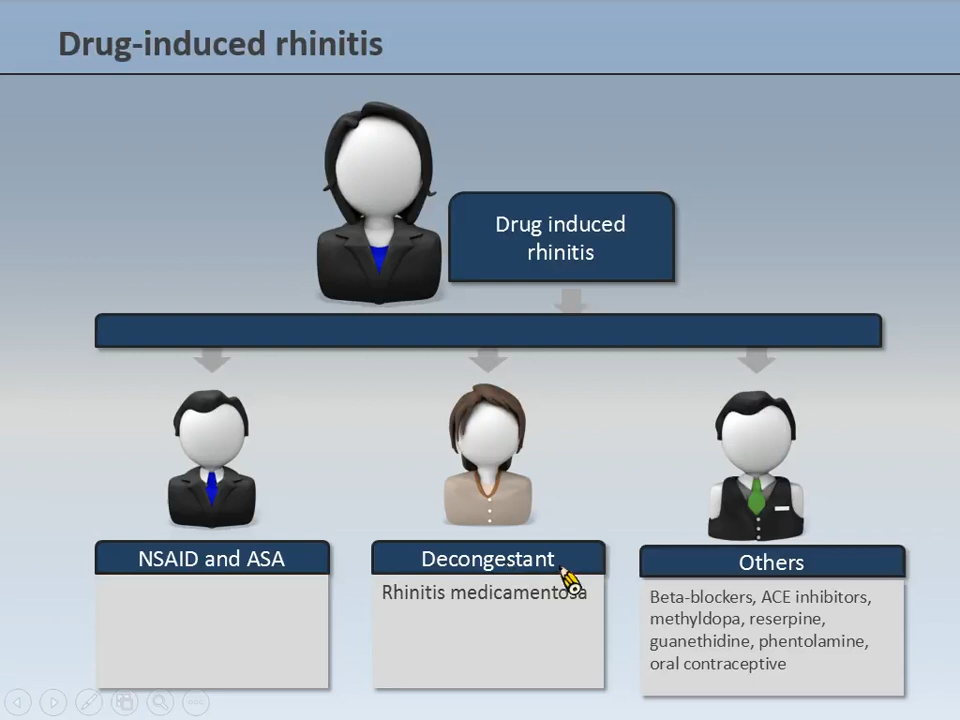 Drug-induced rhinitis
Drug induced
rhinitis
NSAID and ASA
Decongestant
Rhinitis medicamentosa
Others
Beta-blockers, ACE inhibitors,
methyldopa, reserpine,
guanethidine, phentolamine,
oral contraceptive